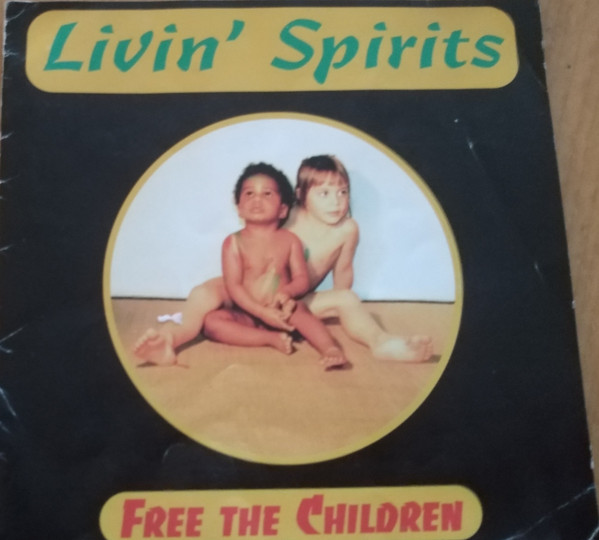 Livin' Spirits
FREE THE CHILDREN